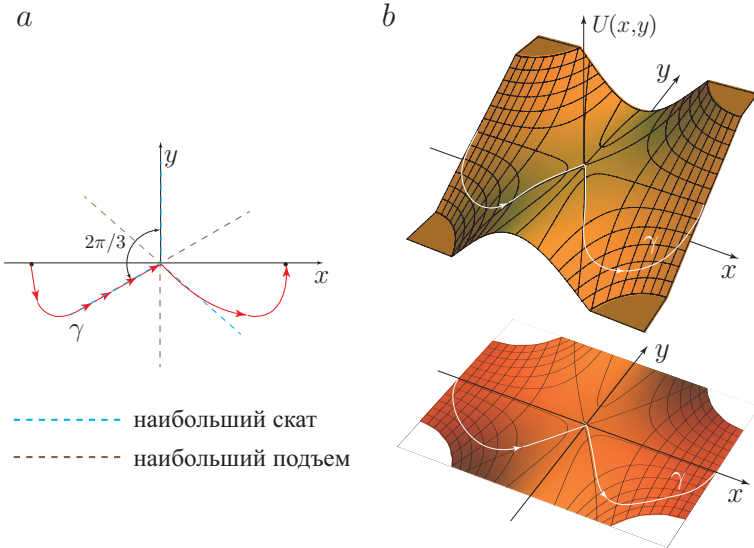 a
y
2π/3
x
γ
наибольший скат
наибольший подъем
b
U(x,y)
y
γ
x
y
γ
x